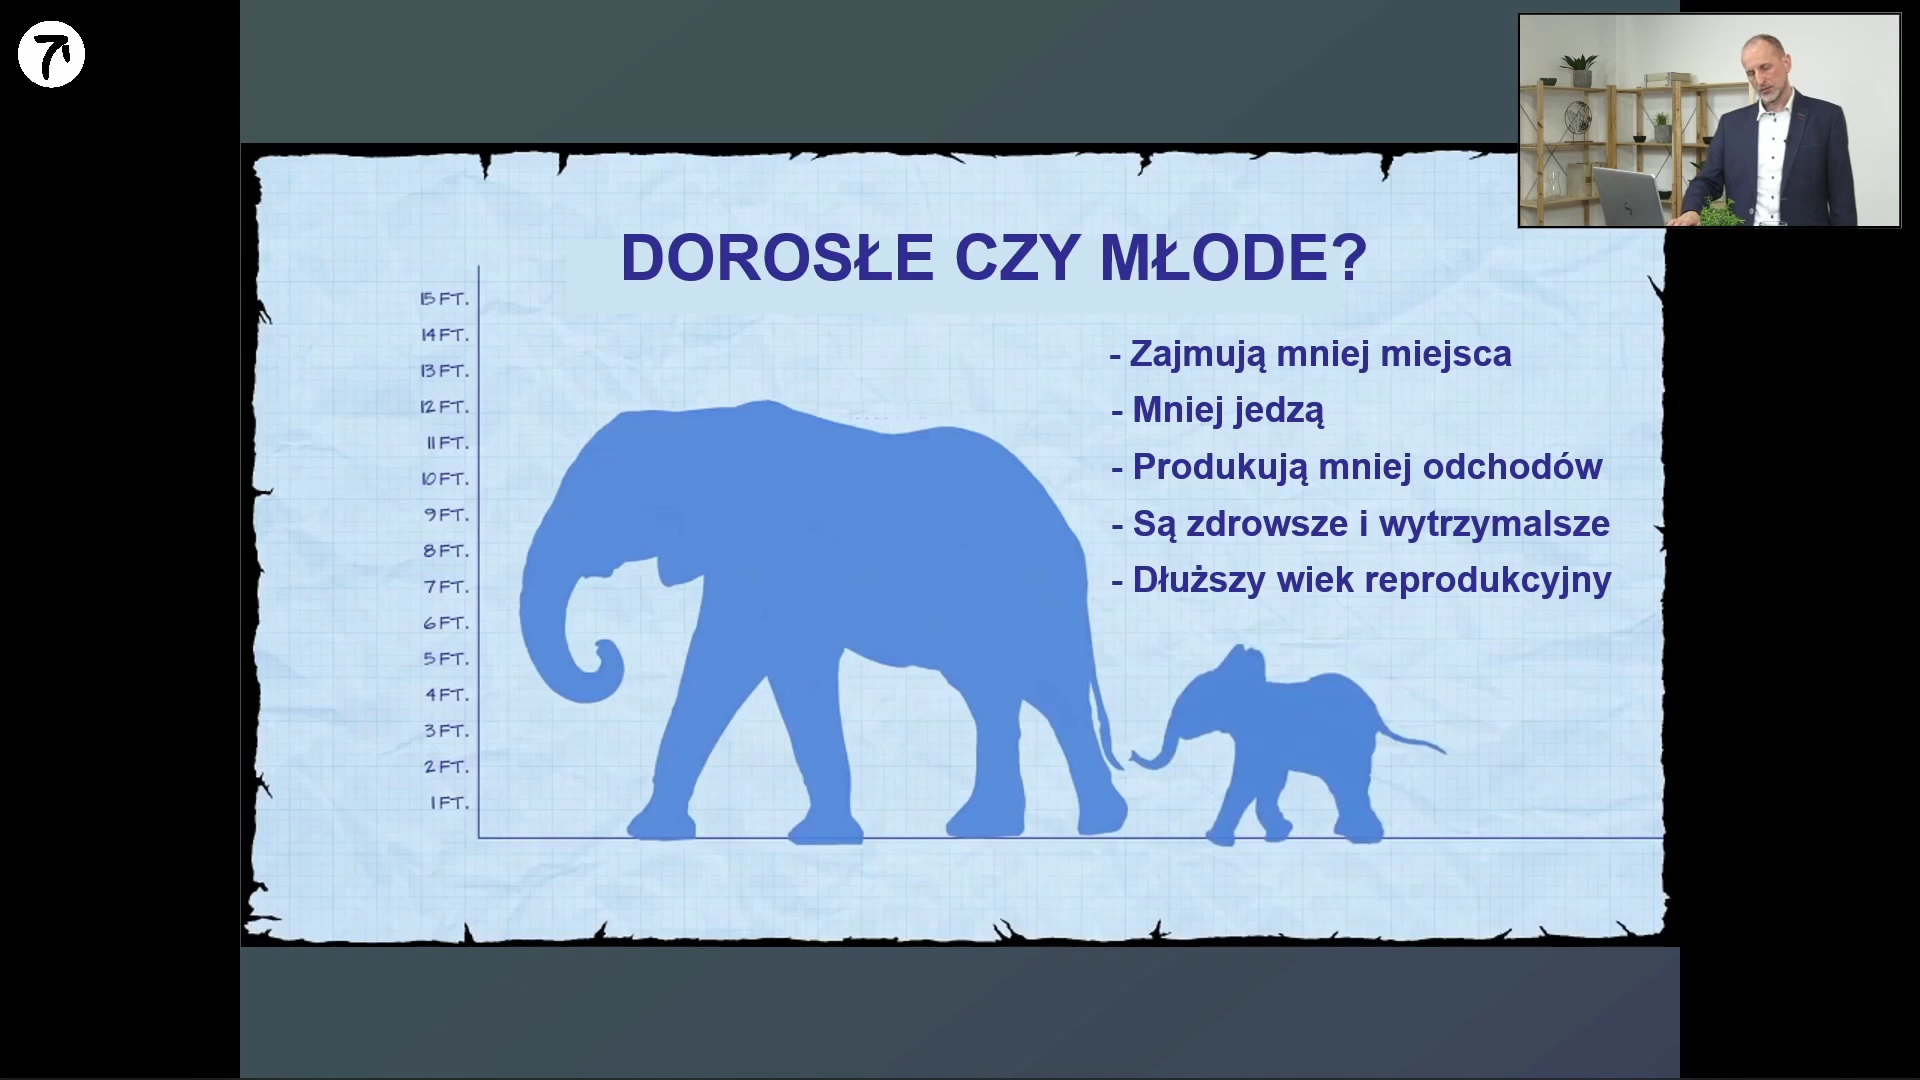 DOROSŁE CZY MŁODE?
15 FT.
14 FT.
13 FT.
12 FT.
11 FT.
10 FT.
9 FT.
8 FT.
7 FT.
6 FT.
5 FT.
4 FT.
3 FT.
2 FT.
1 FT.
- Zajmują mniej miejsca
- Mniej jedzą
- Produkują mniej odchodów
- Są zdrowsze i wytrzymalsze
- Dłuższy wiek reprodukcyjny